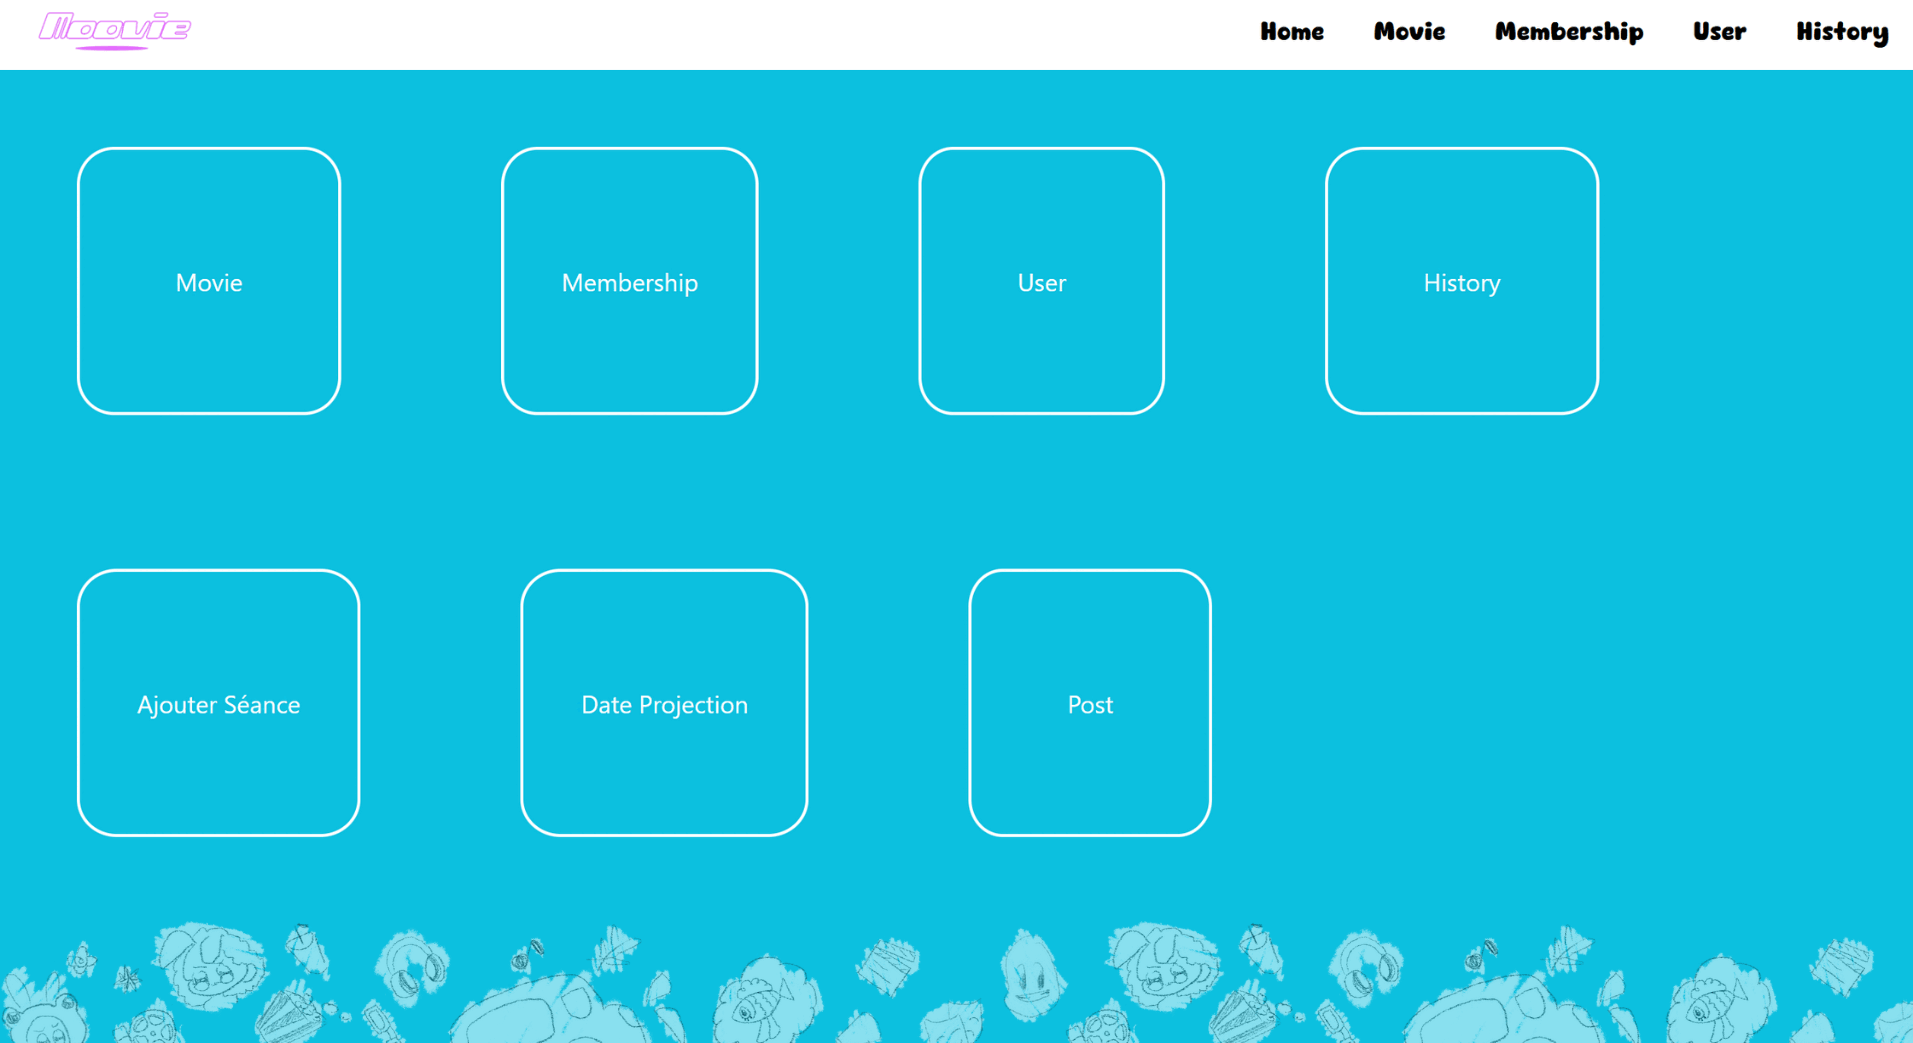 Moovie
Home Movie Membership User History
Movie Membership User History
Ajouter Séance Date Projection Post